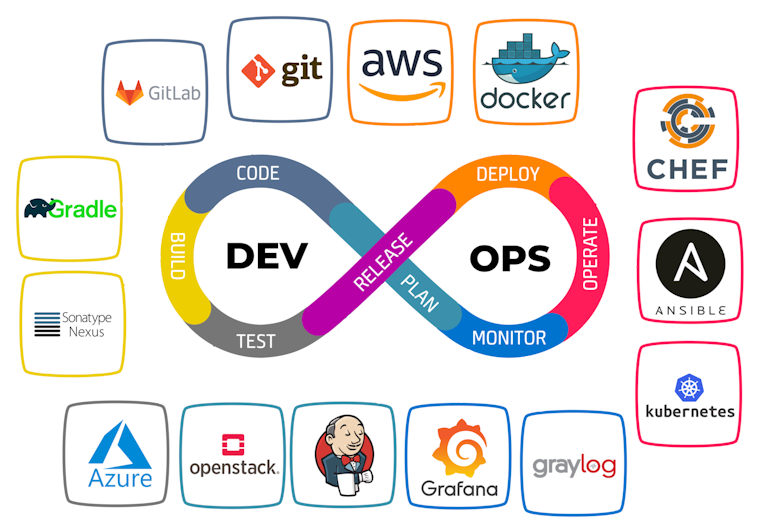 GitLab
git
aws
docker
CHEF
Gradle
Sonatype
Nexus
CODE
BUILD
TEST
DEV
RELEASE
PLAN
DEPLOY
OPERATE
MONITOR
OPS
ANSIBLE
kubernetes
Azure
openstack.
Grafana
graylog